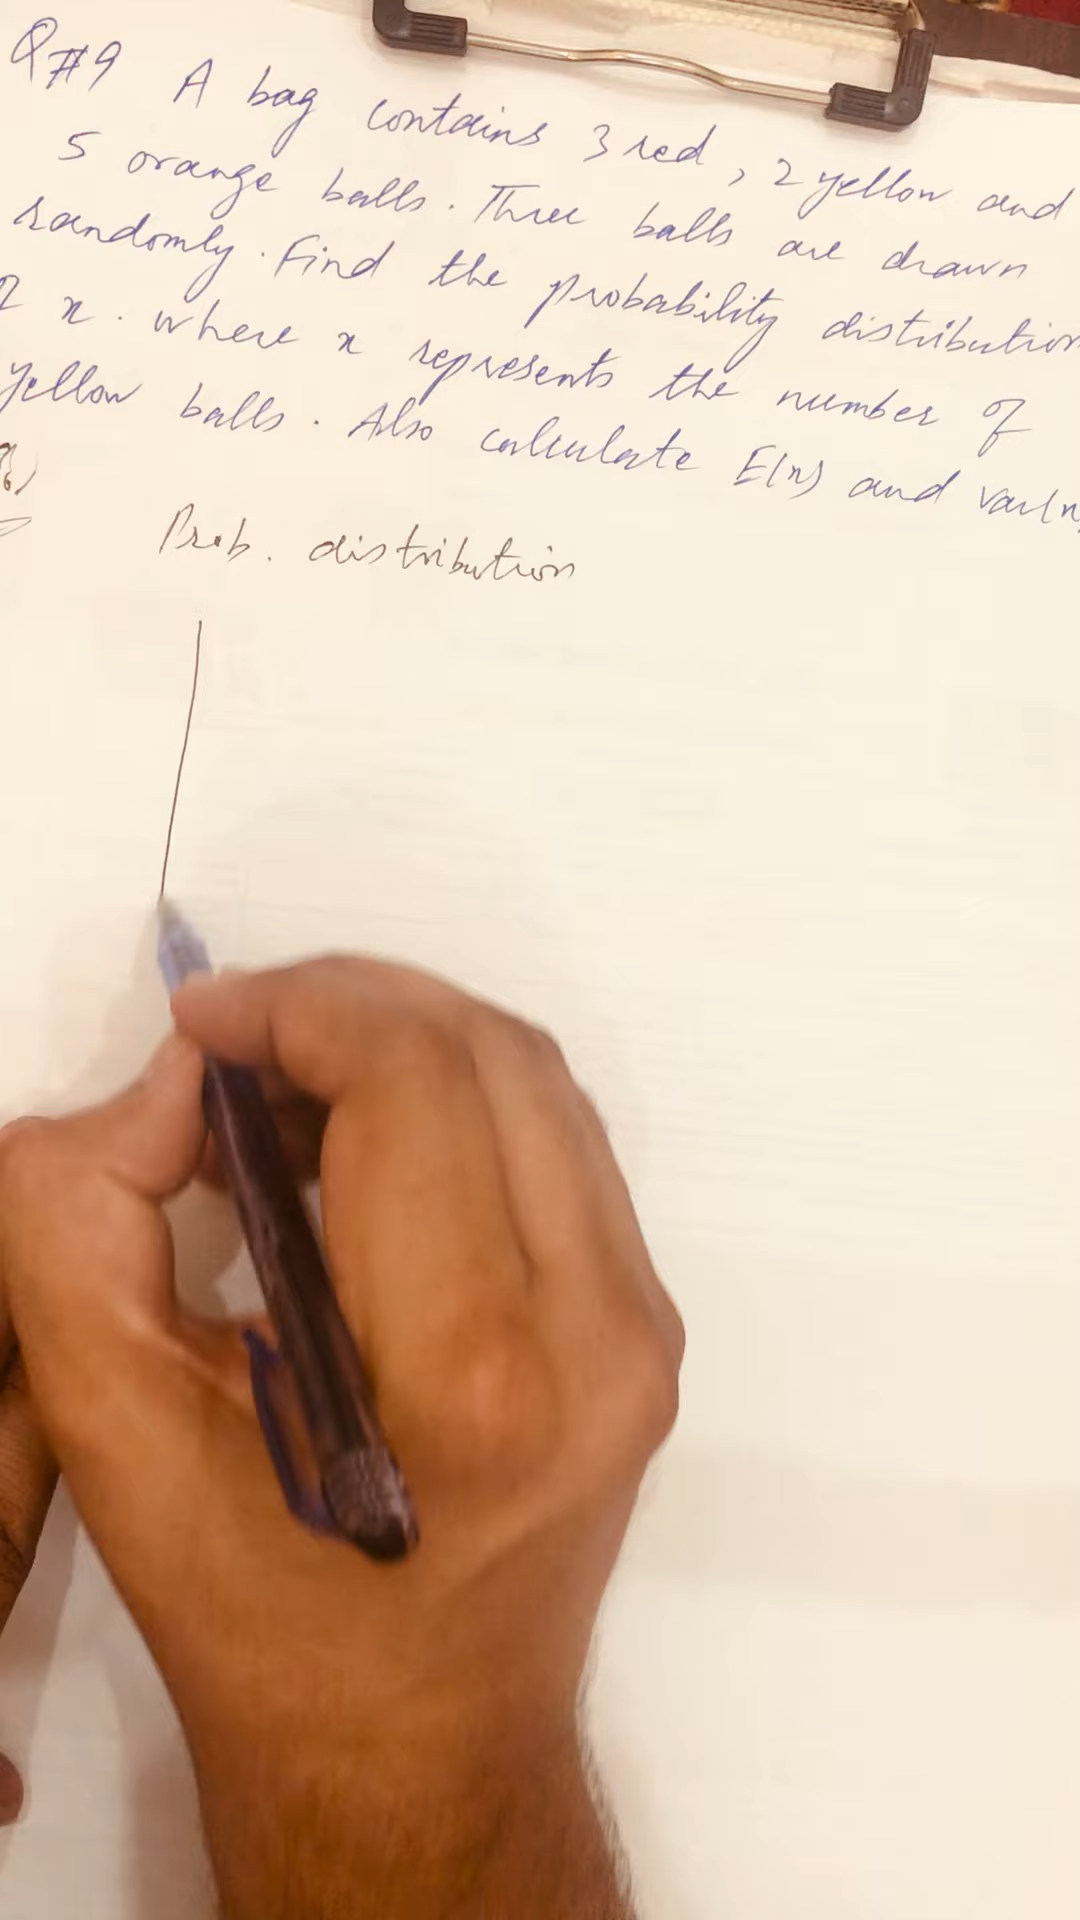 Q#9 A bag contains 3 red, 2 yellow and
5 orange balls. Three balls are drawn
randomly. Find the probability distribution
x. where x represents the number of
yellow balls. Also calculate E(x) and var(x)
Prob. distribution